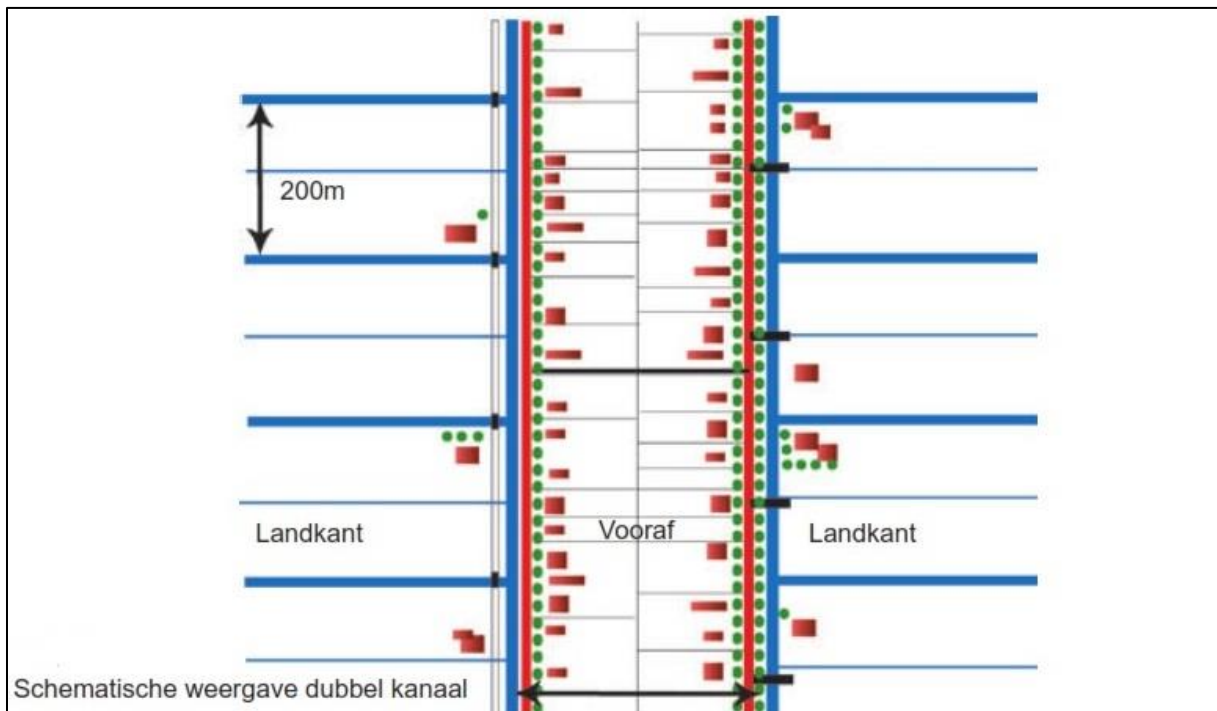 200m
Landkant
Vooraf
Landkant
Schematische weergave dubbel kanaal